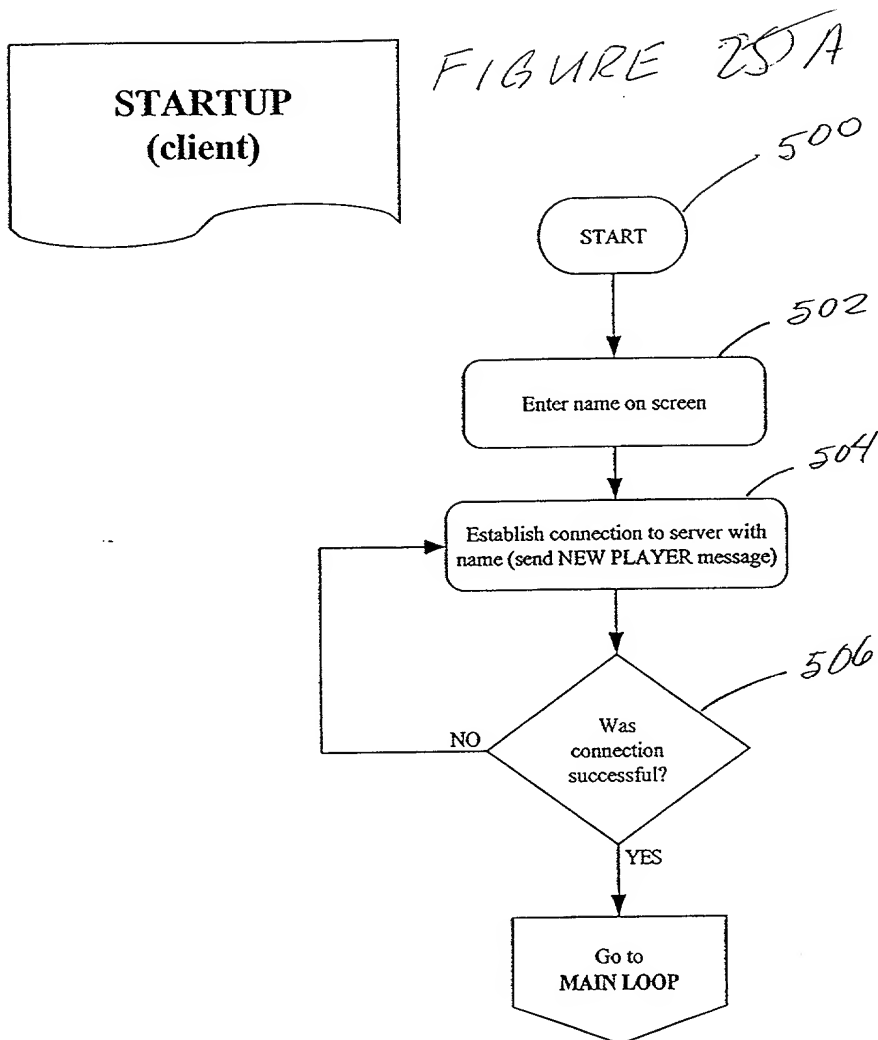 STARTUP
(client)
FIGURE 25A
500
START
502
Enter name on screen
504
Establish connection to server with
name (send NEW PLAYER message)
506
Was
connection
successful?
NO
YES
Go to
MAIN LOOP